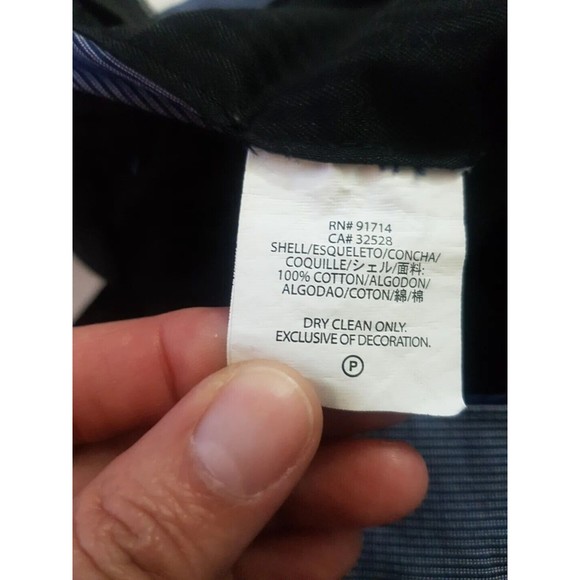 RN# 91714
CA# 32528
SHELL/ESQUELETO/CONCHA/
COQUILLE/シェル/面料:
100% COTTON/ALGODON/
ALGODAO/COTON/綿/棉
DRY CLEAN ONLY.
EXCLUSIVE OF DECORATION.
P